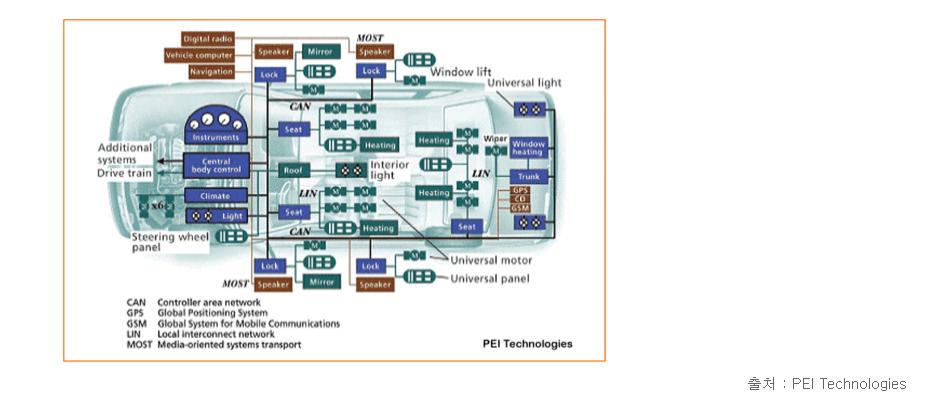 Digital radio
Vehicle computer
Navigation
MOST
Speaker
Mirror
Speaker
Lock
Lock
Window lift
M
M
Universal light
CAN
M M
Seat
M M
Heating
Instruments
Additional systems
Drive train
Central body control
Roof
Interior light
Heating
M
M
Wiper
M
Window heating
LIN
Trunk
GPS
CD
GSM
Climate
x6
Light
LIN
M M
Seat
M M
CAN
Heating
Heating
M
M
Seat
Steering wheel panel
M
Lock
Lock
M
Universal motor
Universal panel
MOST
Speaker
Mirror
Speaker
CAN Controller area network
GPS Global Positioning System
GSM Global System for Mobile Communications
LIN Local interconnect network
MOST Media-oriented systems transport
PEI Technologies
출처 : PEI Technologies